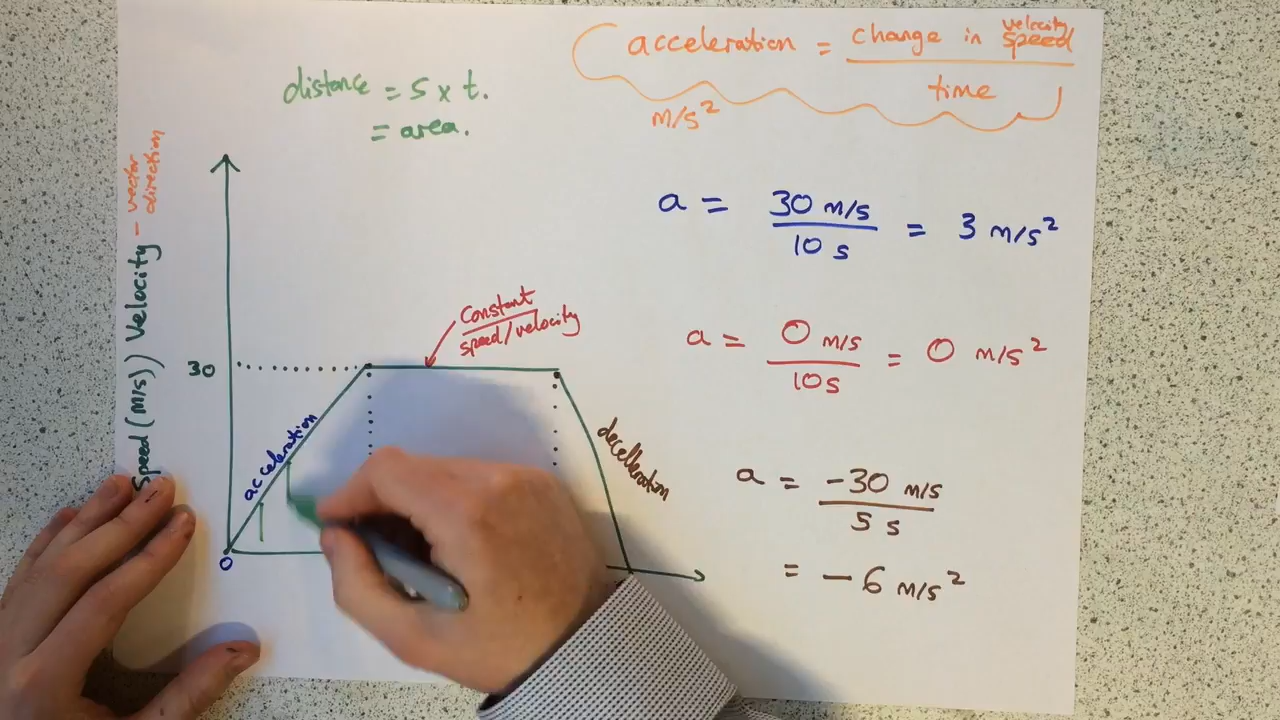 acceleration = change in velocity speed
time
m/s²
distance = s x t.
= area.
Speed (m/s) Velocity - vector direction
a = 30 m/s = 3 m/s²
10 s
Constant
speed/velocity
a = 0 m/s = 0 m/s²
10s
30
acceleration
decelleration
a = -30 m/s
5 s
= -6 m/s²
0